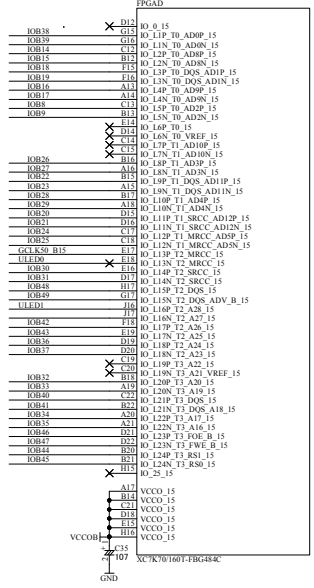 FPGAD
D12 IO_0_15
IOB38 G15 IO_L1P_T0_AD0P_15
IOB39 G16 IO_L1N_T0_AD0N_15
IOB14 C12 IO_L2P_T0_AD8P_15
IOB15 B12 IO_L2N_T0_AD8N_15
IOB18 F15 IO_L3P_T0_DQS_AD1P_15
IOB19 F16 IO_L3N_T0_DQS_AD1N_15
IOB16 A13 IO_L4P_T0_AD9P_15
IOB17 A14 IO_L4N_T0_AD9N_15
IOB8 C13 IO_L5P_T0_AD2P_15
IOB9 B13 IO_L5N_T0_AD2N_15
E14 IO_L6P_T0_15
D14 IO_L6N_T0_VREF_15
C14 IO_L7P_T1_AD10P_15
C15 IO_L7N_T1_AD10N_15
IOB26 B16 IO_L8P_T1_AD3P_15
IOB27 A16 IO_L8N_T1_AD3N_15
IOB22 B15 IO_L9P_T1_DQS_AD11P_15
IOB23 A15 IO_L9N_T1_DQS_AD11N_15
IOB28 B17 IO_L10P_T1_AD4P_15
IOB29 A18 IO_L10N_T1_AD4N_15
IOB20 D15 IO_L11P_T1_SRCC_AD12P_15
IOB21 D16 IO_L11N_T1_SRCC_AD12N_15
IOB24 C17 IO_L12P_T1_MRCC_AD5P_15
IOB25 C18 IO_L12N_T1_MRCC_AD5N_15
GCLK50_B15 E17 IO_L13P_T2_MRCC_15
ULED0 E18 IO_L13N_T2_MRCC_15
IOB30 E16 IO_L14P_T2_SRCC_15
IOB31 D17 IO_L14N_T2_SRCC_15
IOB48 H17 IO_L15P_T2_DQS_15
IOB49 G17 IO_L15N_T2_DQS_ADV_B_15
ULED1 J16 IO_L16P_T2_A28_15
J17 IO_L16N_T2_A27_15
IOB42 F18 IO_L17P_T2_A26_15
IOB43 E19 IO_L17N_T2_A25_15
IOB36 D19 IO_L18P_T2_A24_15
IOB37 D20 IO_L18N_T2_A23_15
C19 IO_L19P_T3_A22_15
C20 IO_L19N_T3_A21_VREF_15
IOB32 B18 IO_L20P_T3_A20_15
IOB33 A19 IO_L20N_T3_A19_15
IOB40 C22 IO_L21P_T3_DQS_15
IOB41 B22 IO_L21N_T3_DQS_A18_15
IOB34 A20 IO_L22P_T3_A17_15
IOB35 A21 IO_L22N_T3_A16_15
IOB46 D21 IO_L23P_T3_FOE_B_15
IOB47 D22 IO_L23N_T3_FWE_B_15
IOB44 B20 IO_L24P_T3_RS1_15
IOB45 B21 IO_L24N_T3_RS0_15
H15 IO_25_15
A17 VCCO_15
B14 VCCO_15
C21 VCCO_15
D18 VCCO_15
E15 VCCO_15
VCCOB H16 VCCO_15
1 C35
2 107
XC7K70/160T-FBG484C
GND